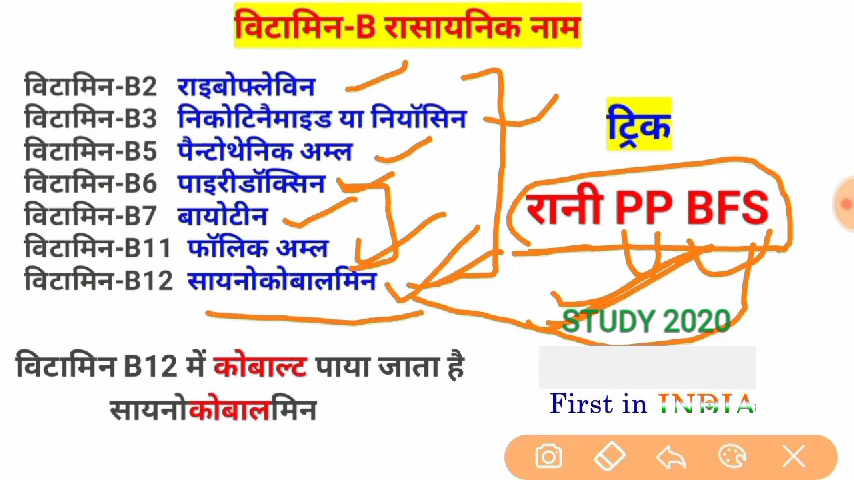 विटामिन-B रासायनिक नाम
विटामिन-B2 राइबोफ्लेविन
विटामिन-B3 निकोटिनैमाइड या नियॉसिन
विटामिन-B5 पैन्टोथेनिक अम्ल
विटामिन-B6 पाइरीडॉक्सिन
विटामिन-B7 बायोटीन
विटामिन-B11 फॉलिक अम्ल
विटामिन-B12 सायनोकोबालमिन
ट्रिक
रानी PP BFS
STUDY 2020
विटामिन B12 में कोबाल्ट पाया जाता है
सायनोकोबालमिन
First in INDIA